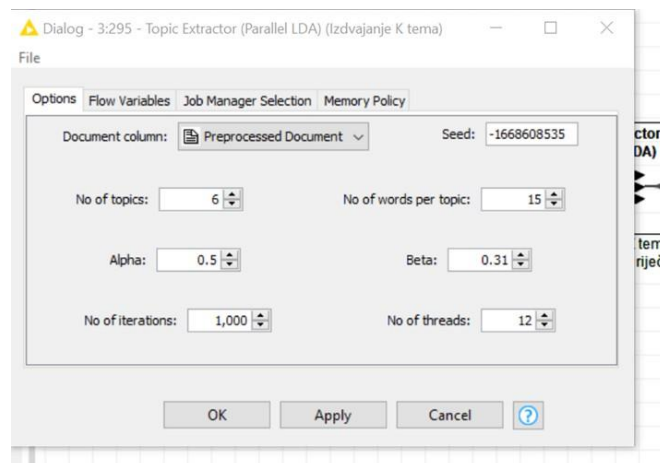 Dialog - 3:295 - Topic Extractor (Parallel LDA) (Izdvajanje K tema)
File
Options Flow Variables Job Manager Selection Memory Policy
Document column: Preprocessed Document Seed: -1668608535
No of topics: 6 No of words per topic: 15
Alpha: 0.5 Beta: 0.31
No of iterations: 1,000 No of threads: 12
OK Apply Cancel ?
ctor
DA)